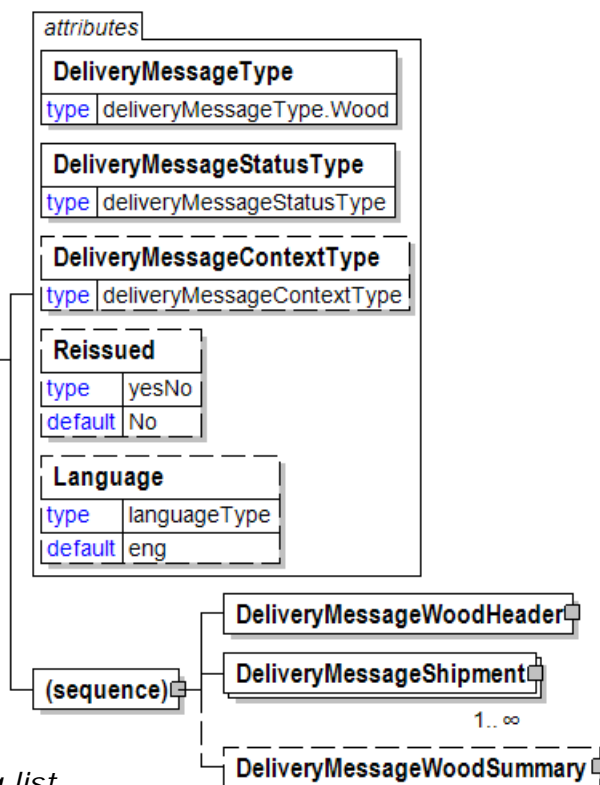 attributes
DeliveryMessageType
type deliveryMessageType.Wood
DeliveryMessageStatusType
type deliveryMessageStatusType
DeliveryMessageContextType
type deliveryMessageContextType
Reissued
type yesNo
default No
Language
type languageType
default eng
DeliveryMessageWoodHeader
(sequence)
DeliveryMessageShipment
1.. ∞
DeliveryMessageWoodSummary
list